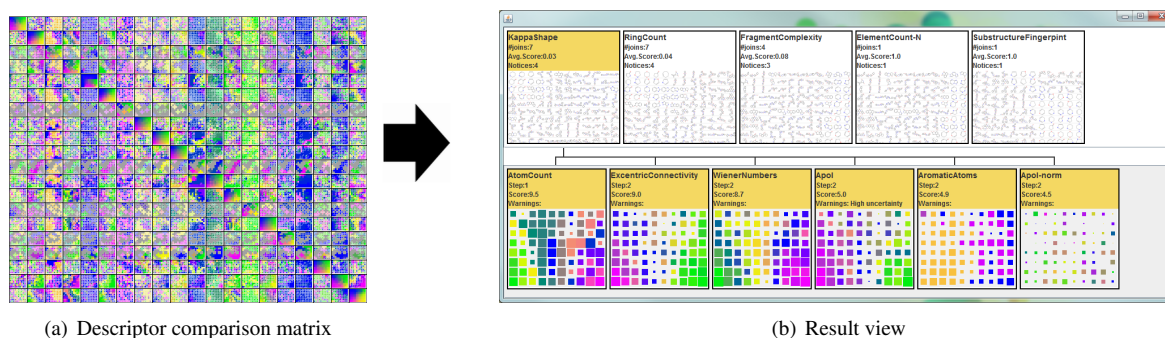 KappaShape
#joins:7
Avg.Score:0.03
Notices:4
RingCount
#joins:7
Avg.Score:0.04
Notices:4
FragmentComplexity
#joins:4
Avg.Score:0.08
Notices:3
ElementCount-N
#joins:1
Avg.Score:1.0
Notices:1
SubstructureFingerpint
#joins:1
Avg.Score:1.0
Notices:1
AtomCount
Step:1
Score:9.5
Warnings:
ExcentricConnectivity
Step:2
Score:9.0
Warnings:
WienerNumbers
Step:2
Score:8.7
Warnings:
Apol
Step:2
Score:5.0
Warnings: High uncertainty
AromaticAtoms
Step:2
Score:4.9
Warnings:
Apol-norm
Step:2
Score:4.5
Warnings:
(a) Descriptor comparison matrix
(b) Result view